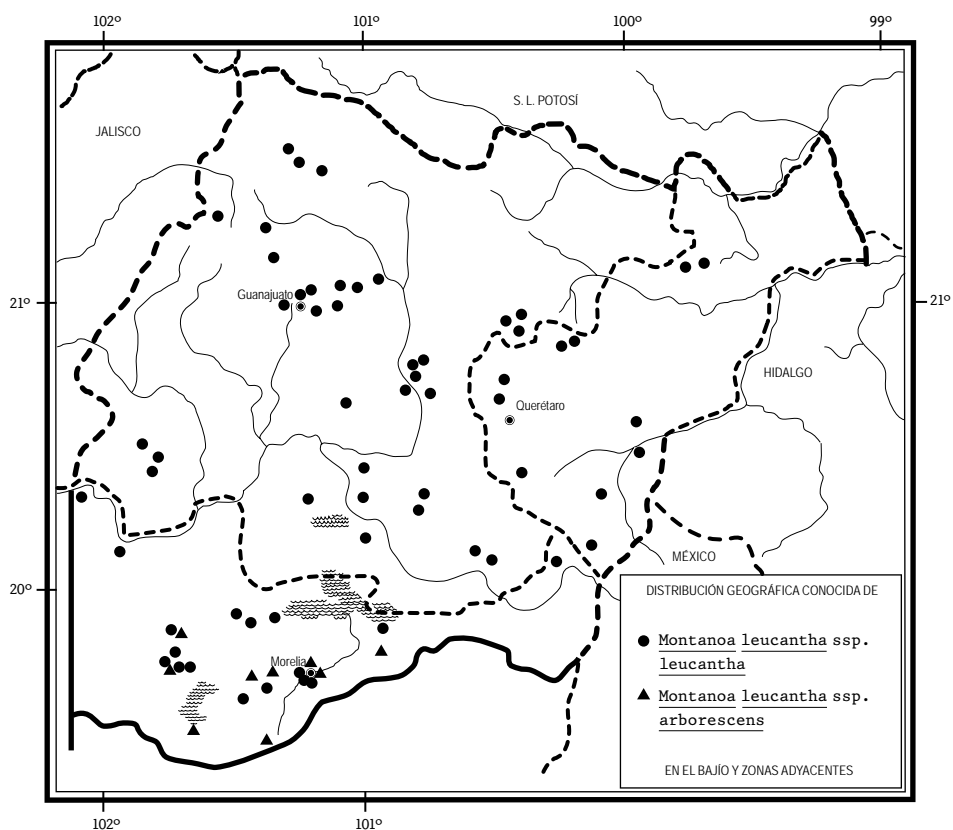 102º 101º 100º 99º
S. L. POTOSÍ
JALISCO
Guanajuato
21º
21º
HIDALGO
Querétaro
MÉXICO
20º
DISTRIBUCIÓN GEOGRÁFICA CONOCIDA DE
Montanoa leucantha ssp.
leucantha
Morelia
Montanoa leucantha ssp.
arborescens
EN EL BAJÍO Y ZONAS ADYACENTES
102º 101º